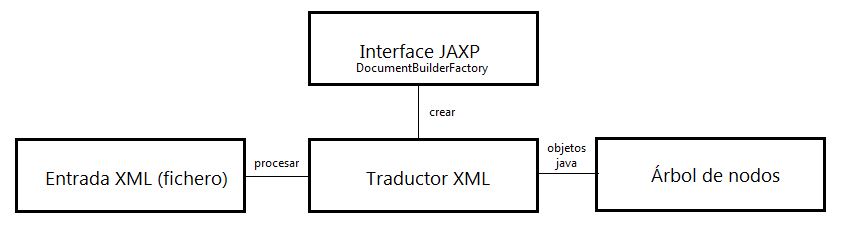 Interface JAXP
DocumentBuilderFactory
crear
Entrada XML (fichero)
procesar
Traductor XML
objetos
java
Árbol de nodos